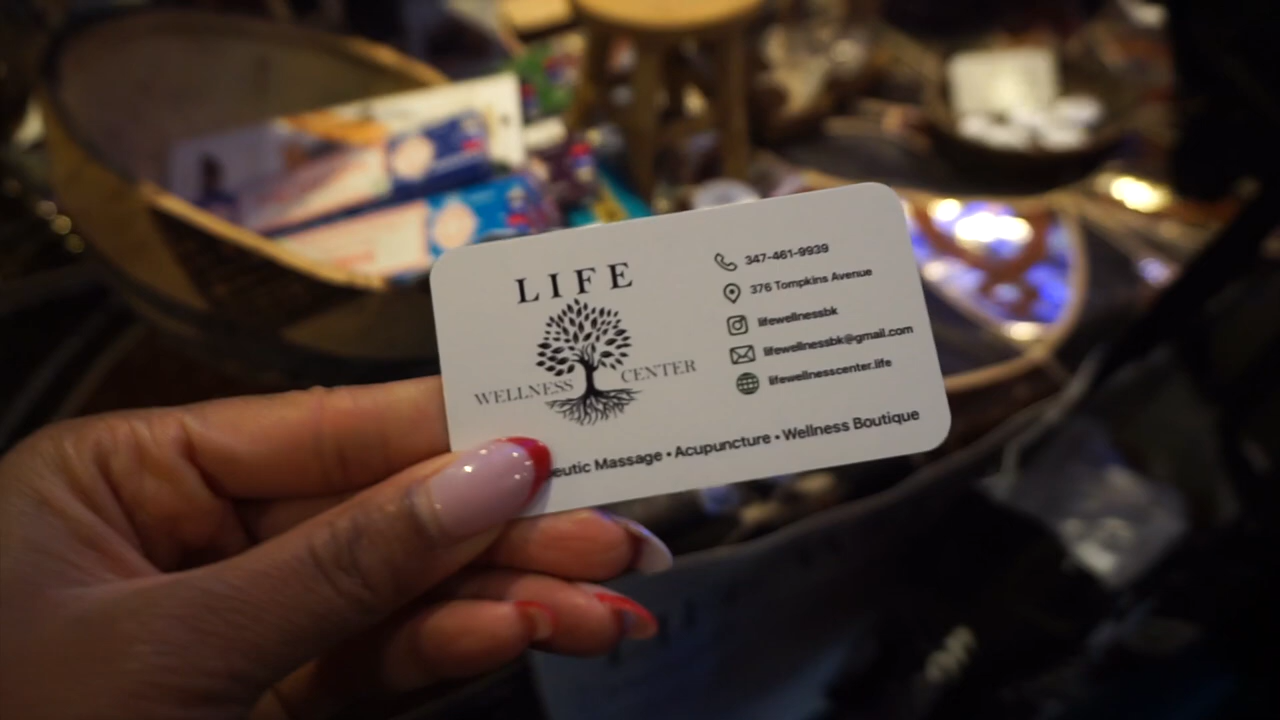 LIFE
WELLNESS CENTER
347-461-9939
376 Tompkins Avenue
lifewellnessbk
lifewellnessbk@gmail.com
lifewellnesscenter.life
eutic Massage • Acupuncture • Wellness Boutique